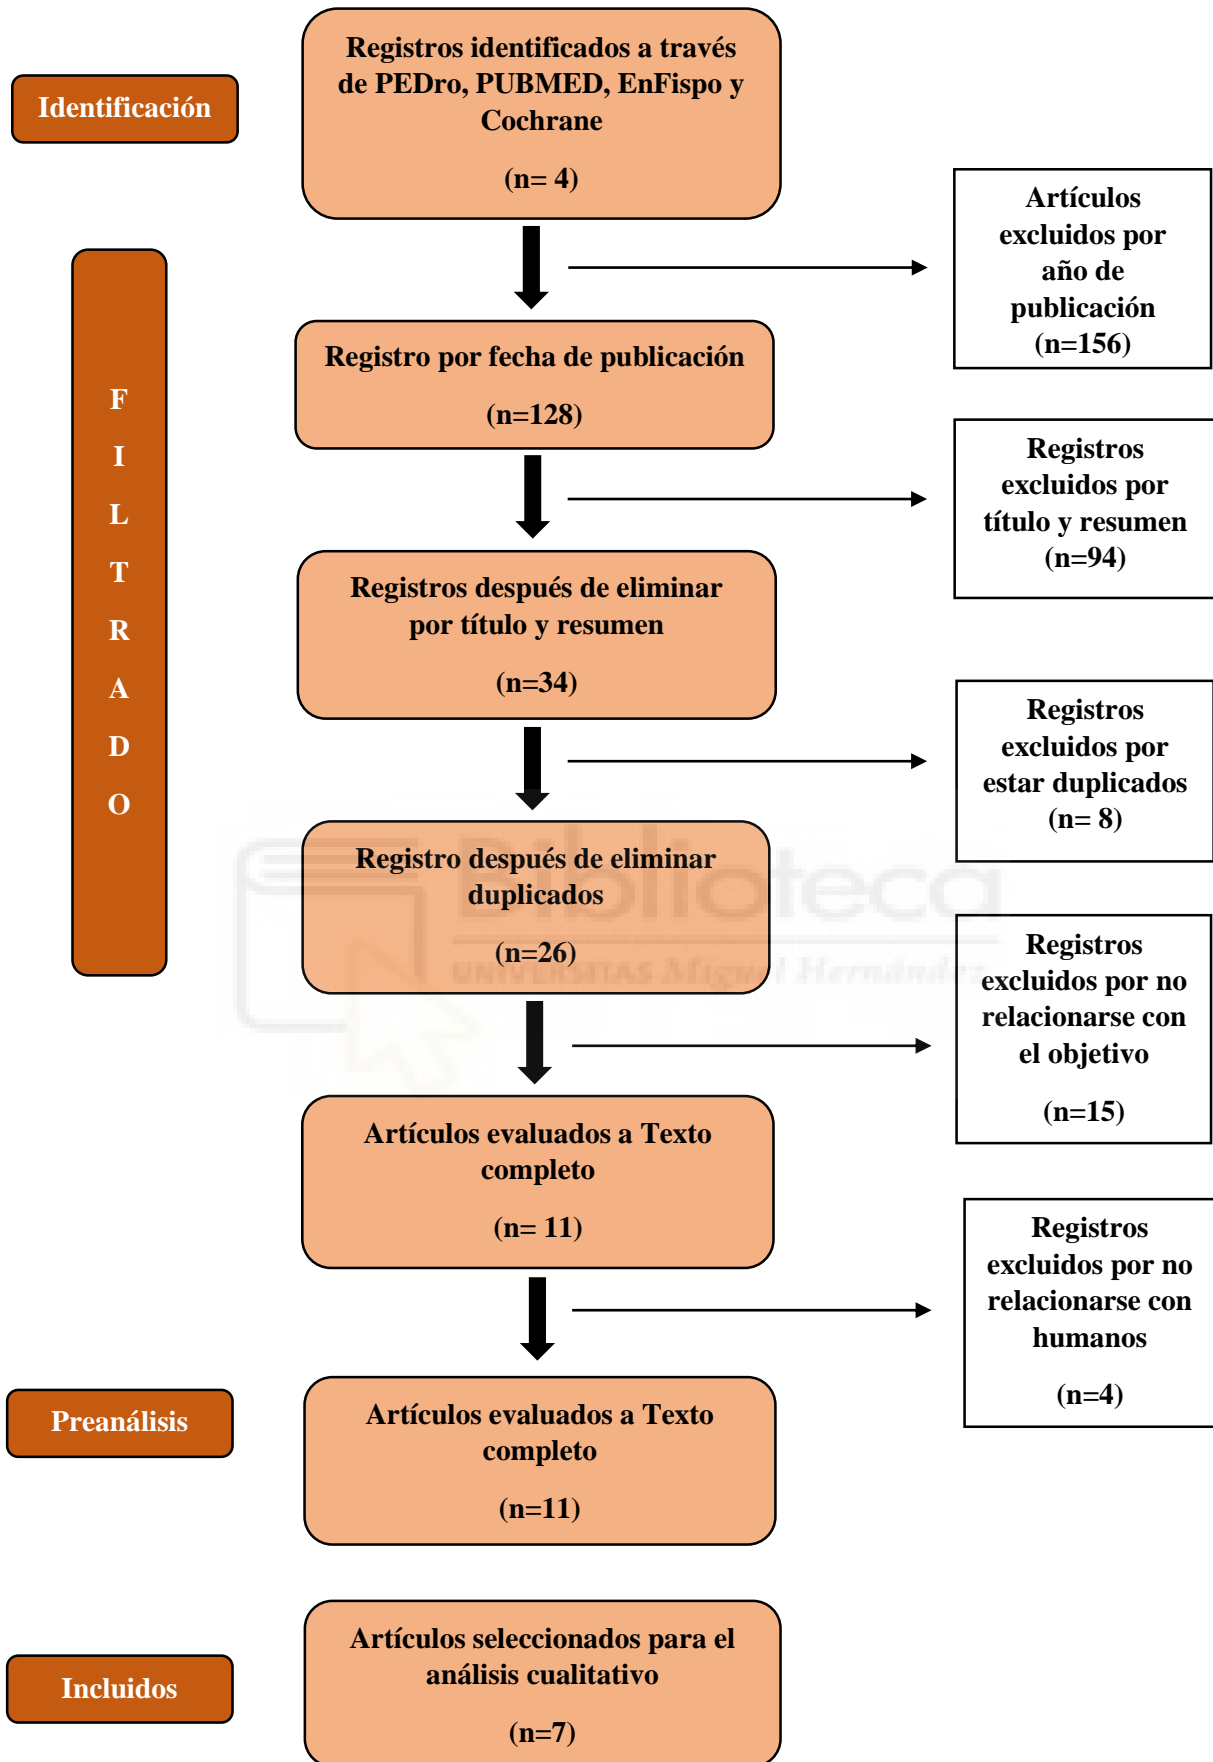 Identificación
Registros identificados a través
de PEDro, PUBMED, EnFispo y
Cochrane
(n= 4)
Artículos
excluidos por
año de
publicación
(n=156)
F
I
L
T
R
A
D
O
Registro por fecha de publicación
(n=128)
Registros
excluidos por
título y resumen
(n=94)
Registros después de eliminar
por título y resumen
(n=34)
Registros
excluidos por
estar duplicados
(n= 8)
Registro después de eliminar
duplicados
(n=26)
Biblioteca
UNIVERSITAS Miguel Hernández
Registros
excluidos por no
relacionarse con
el objetivo
(n=15)
Artículos evaluados a Texto
completo
(n= 11)
Registros
excluidos por no
relacionarse con
humanos
(n=4)
Preanálisis
Artículos evaluados a Texto
completo
(n=11)
Incluidos
Artículos seleccionados para el
análisis cualitativo
(n=7)